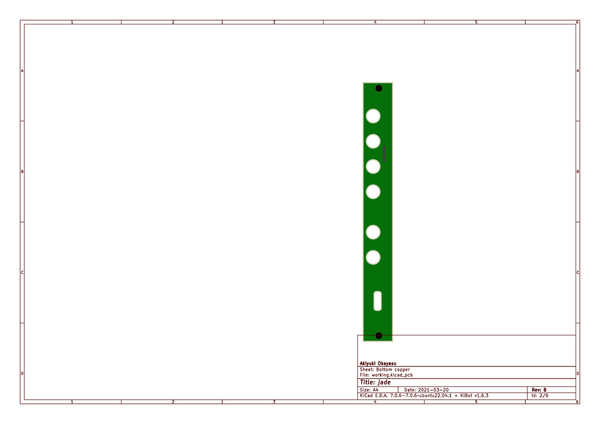 1 2 3 4 5 6
A A
B B
C C
D D
Akiyuki Okayasu
Sheet: Bottom copper
File: working.kicad_pcb
Title: jade
Size: A4 Date: 2021-03-20 Rev: B
KiCad E.D.A. 7.0.6-7.0.6~ubuntu22.04.1 + KiBot v1.6.3 Id: 2/6
1 2 3 4 5 6